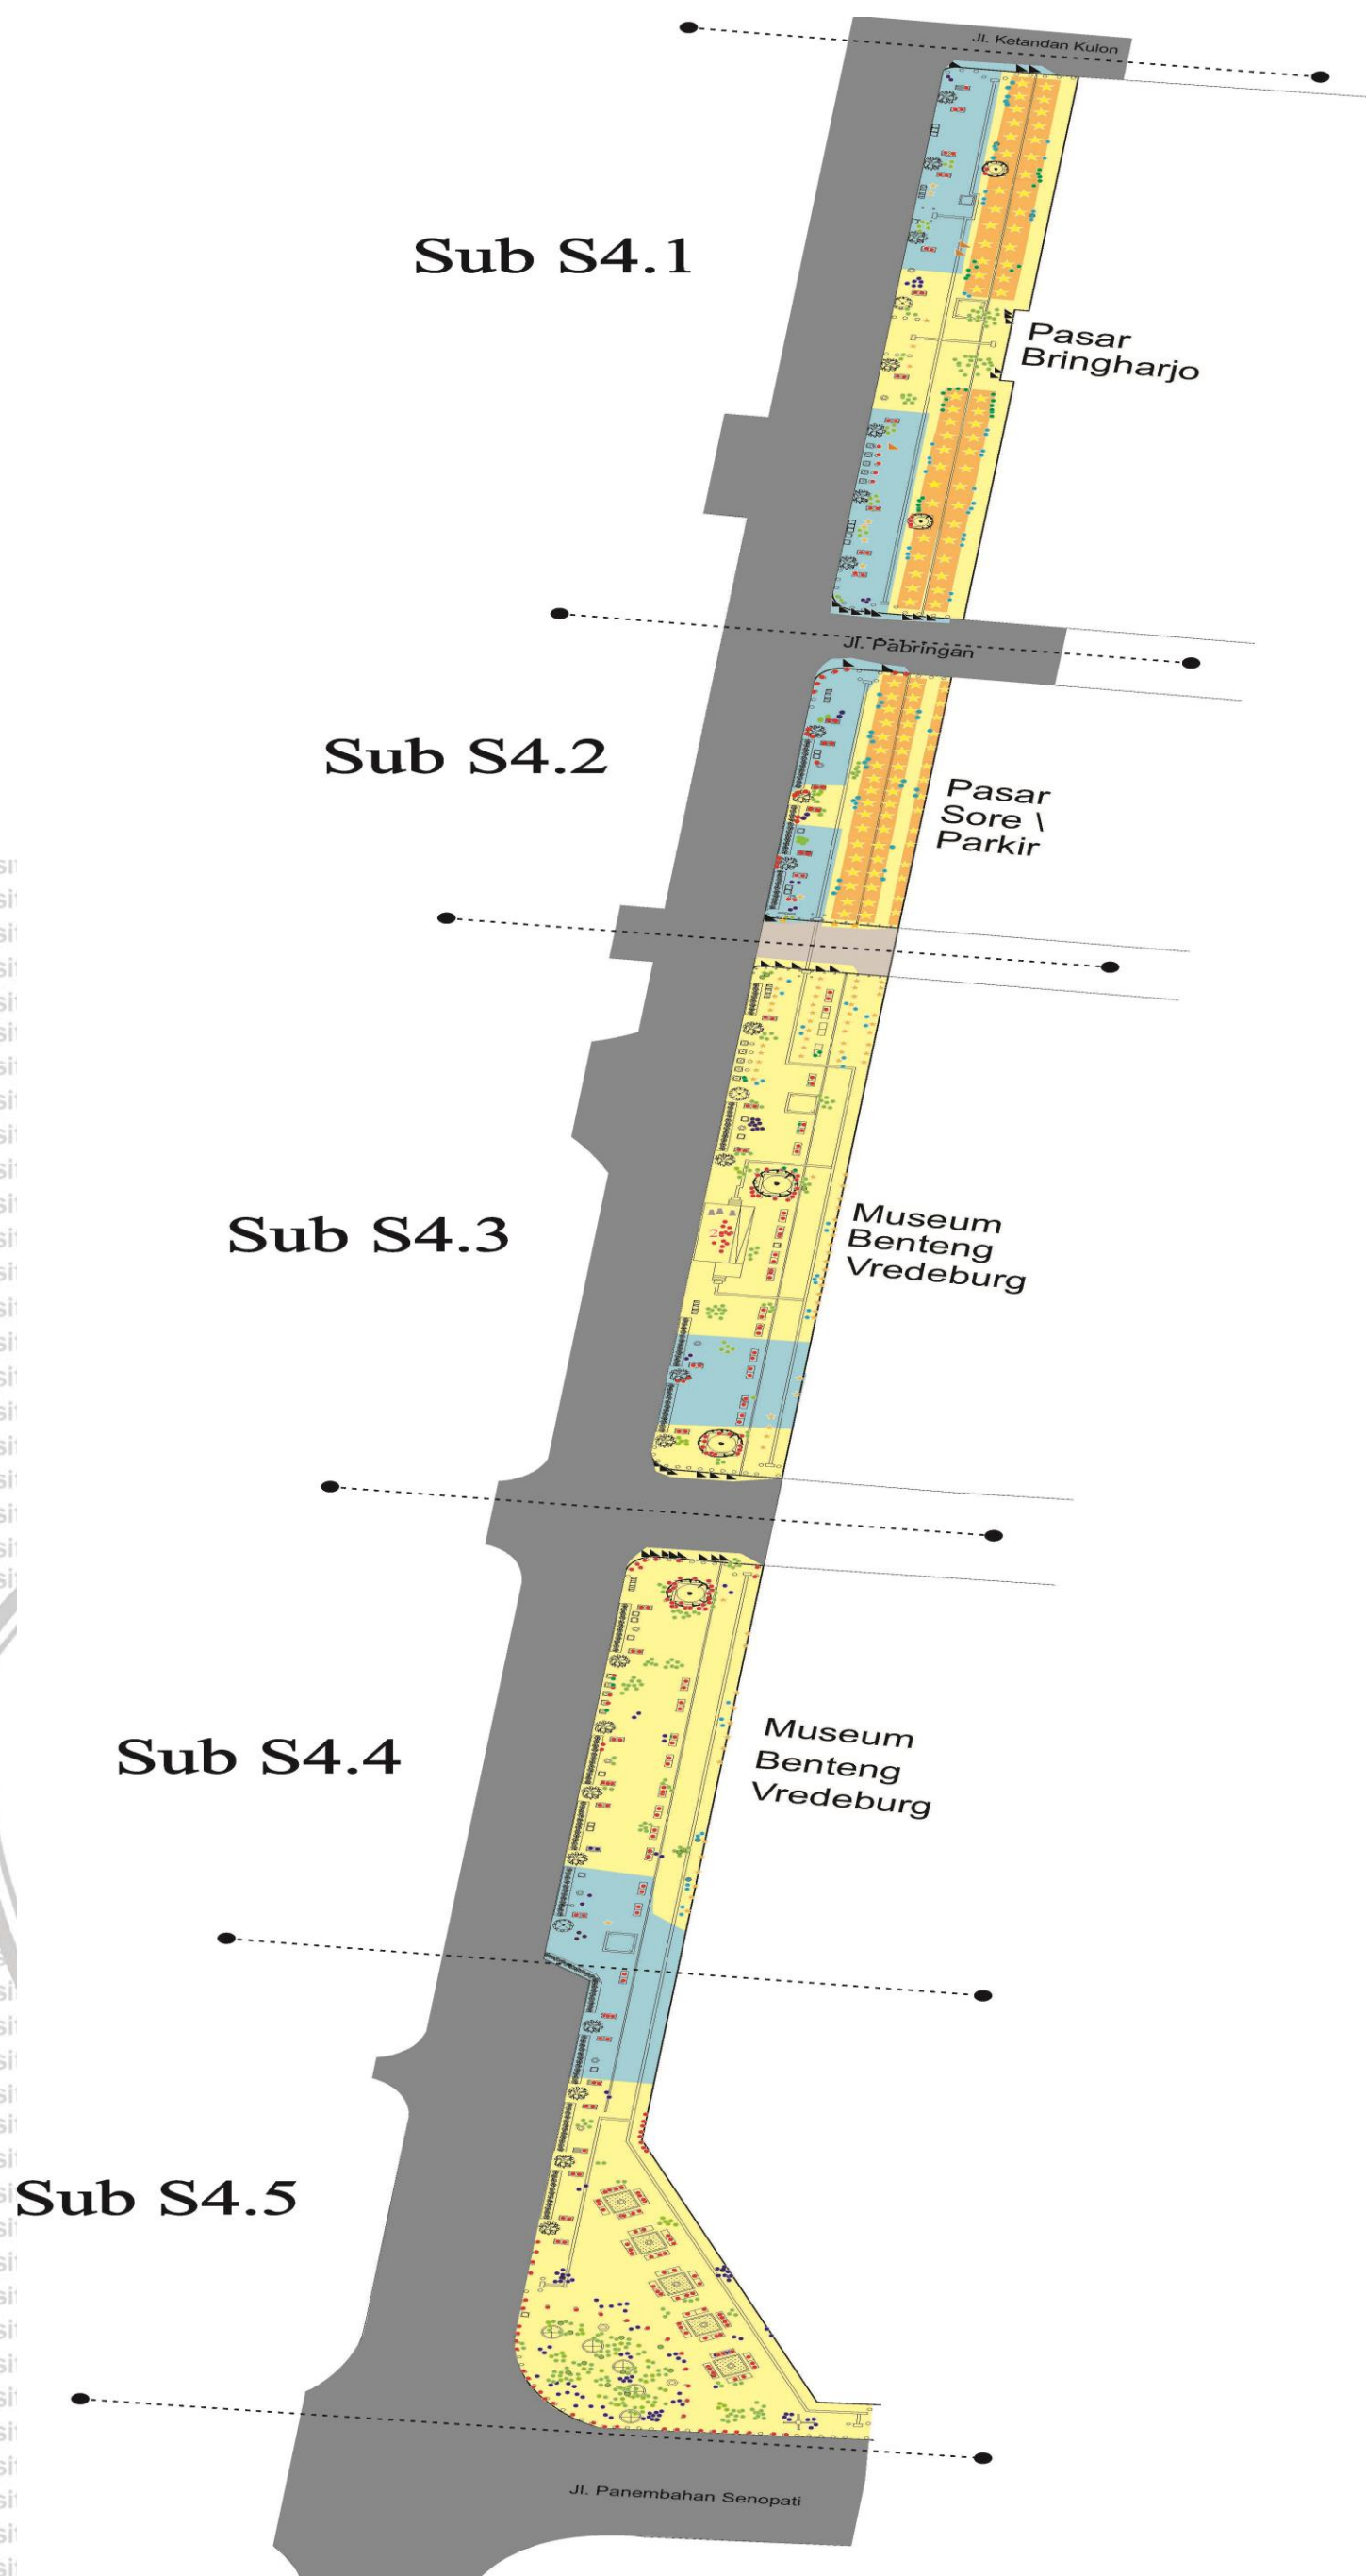 Jl. Ketandan Kulon
Sub S4.1
Pasar
Bringharjo
Jl. Pabringan
Sub S4.2
Pasar
Sore \
Parkir
Sub S4.3
Museum
Benteng
Vredeburg
2
Sub S4.4
Museum
Benteng
Vredeburg
Sub S4.5
Jl. Panembahan Senopati